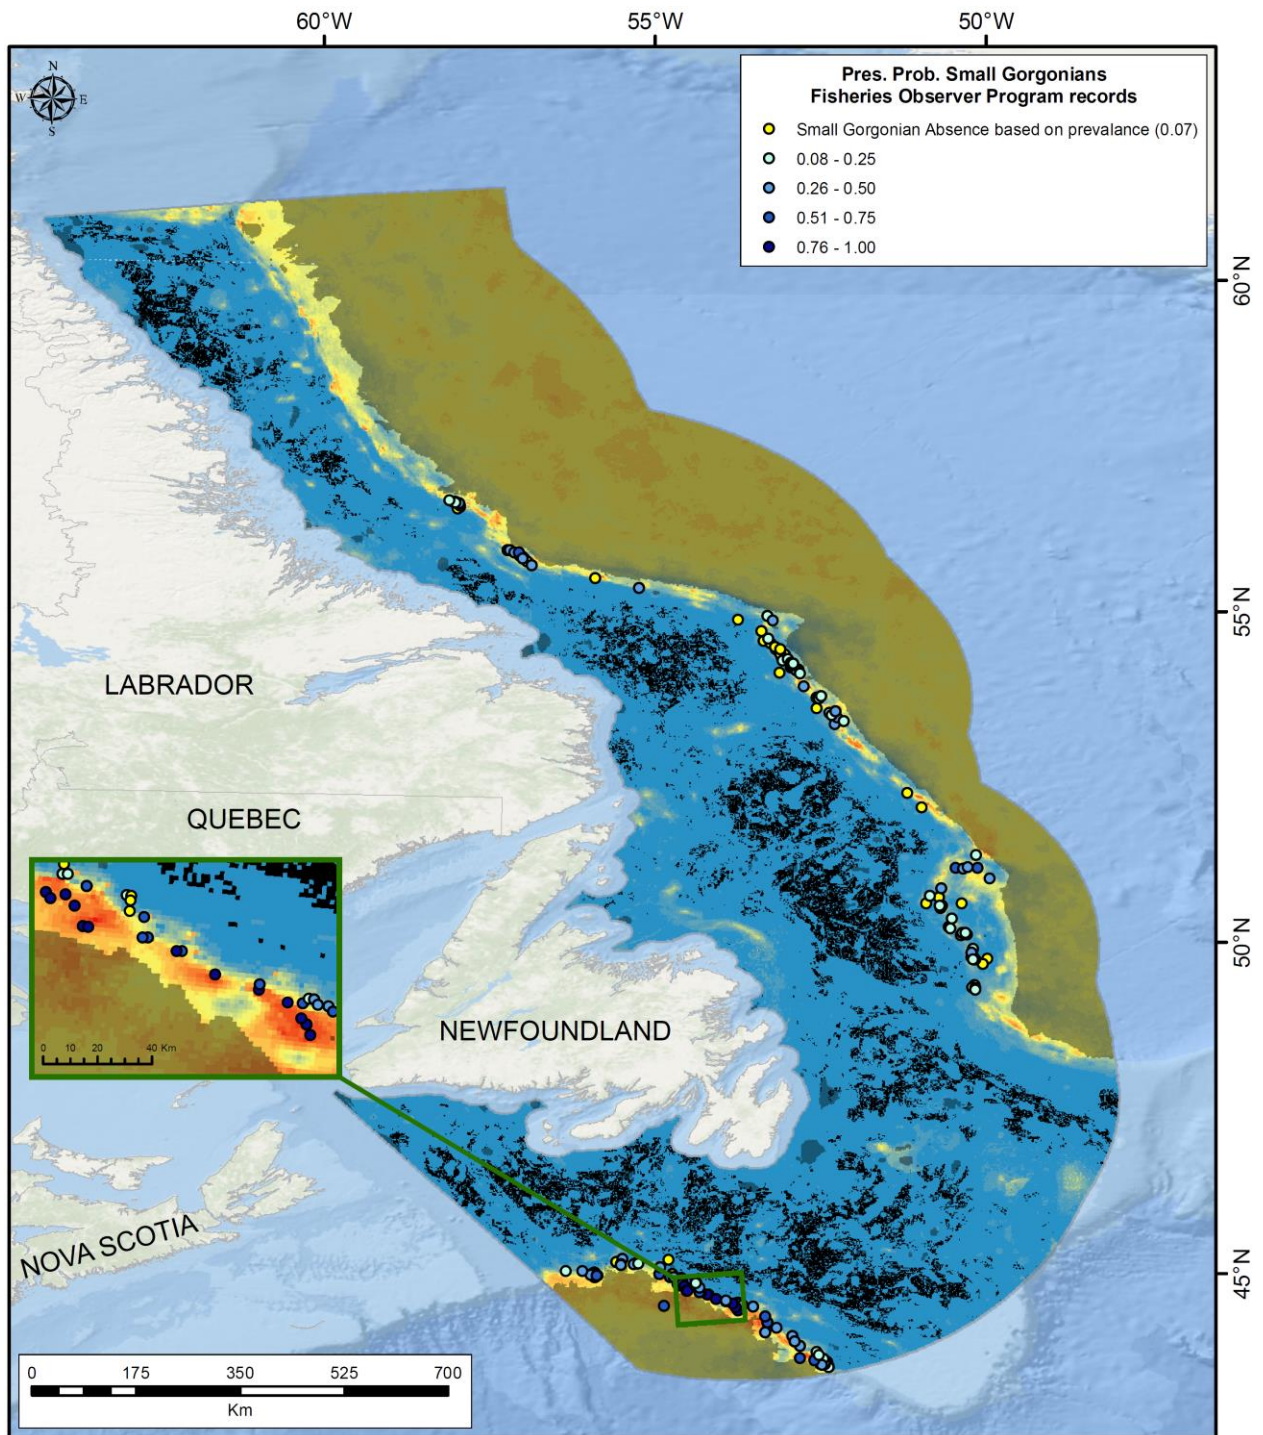 60°W 55°W 50°W
N
W E
S
Pres. Prob. Small Gorgonians
Fisheries Observer Program records
Small Gorgonian Absence based on prevalance (0.07)
0.08 - 0.25
0.26 - 0.50
0.51 - 0.75
0.76 - 1.00
60°N
55°N
LABRADOR
QUEBEC
50°N
NEWFOUNDLAND
0 10 20 40 Km
NOVA SCOTIA
45°N
0 175 350 525 700
Km